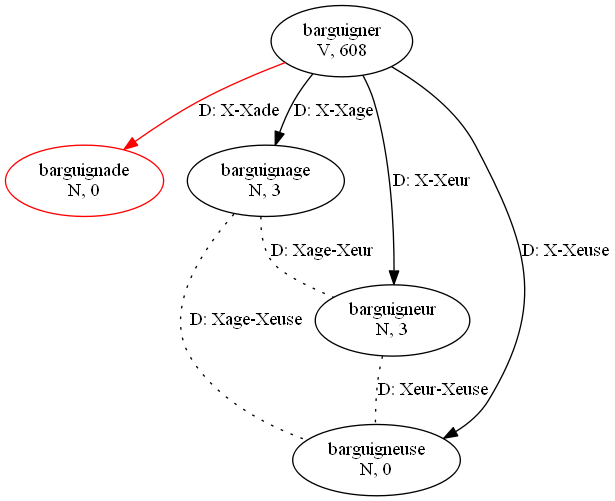 barguigner
V, 608
D: X-Xade
D: X-Xage
barguignade
N, 0
barguignage
N, 3
D: X-Xeur
D: X-Xeuse
D: Xage-Xeur
D: Xage-Xeuse
barguigneur
N, 3
D: Xeur-Xeuse
barguigneuse
N, 0